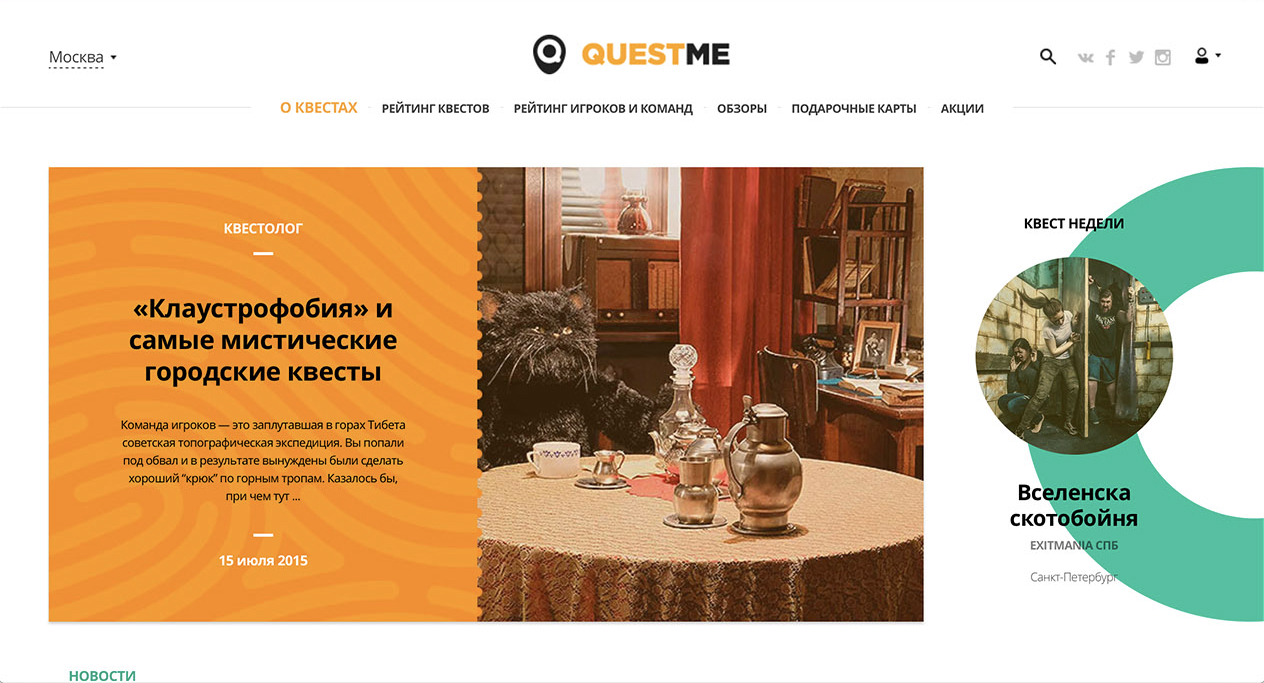 Москва
QUESTME
О КВЕСТАХ
РЕЙТИНГ КВЕСТОВ
РЕЙТИНГ ИГРОКОВ И КОМАНД
ОБЗОРЫ
ПОДАРОЧНЫЕ КАРТЫ
АКЦИИ
КВЕСТОЛОГ
«Клаустрофобия» и
самые мистические
городские квесты
Команда игроков — это заплутавшая в горах Тибета
советская топографическая экспедиция. Вы попали
под обвал и в результате вынуждены были сделать
хороший "крюк" по горным тропам. Казалось бы,
при чем тут ...
15 июля 2015
КВЕСТ НЕДЕЛИ
Вселенска
скотобойня
EXITMANIA СПБ
Санкт-Петербург
НОВОСТИ